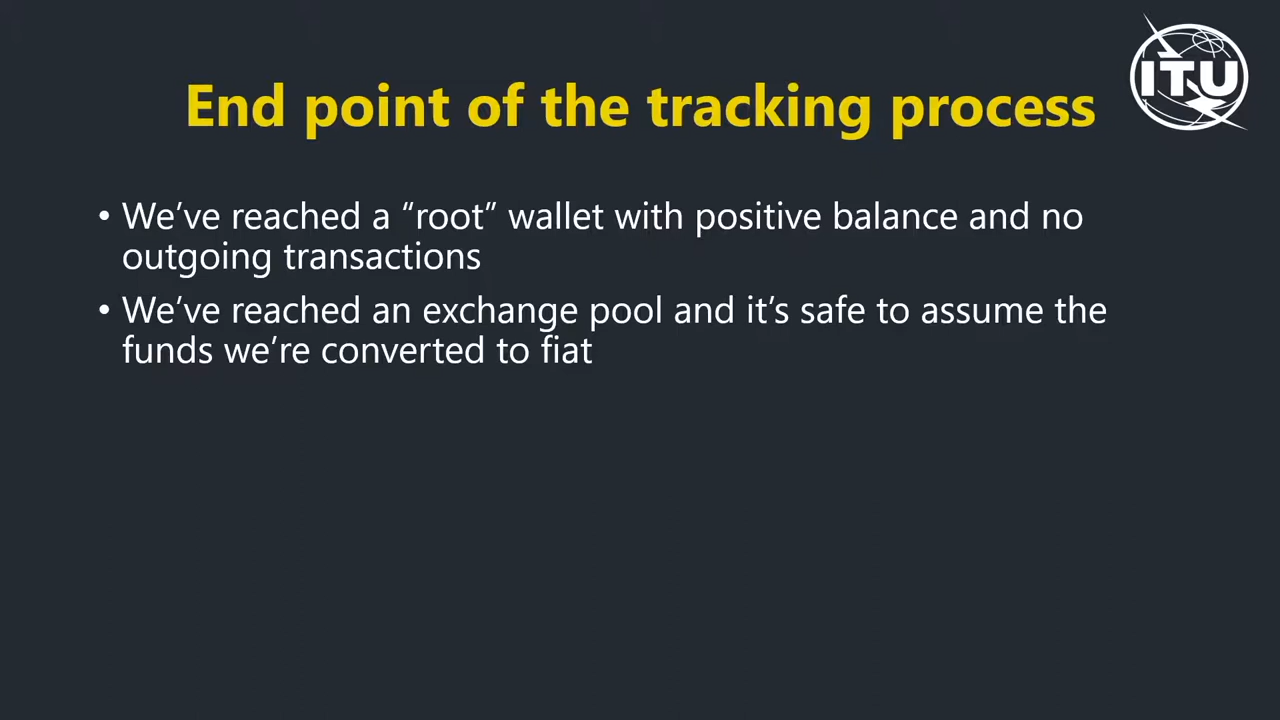 ITU
End point of the tracking process
• We’ve reached a “root” wallet with positive balance and no
outgoing transactions
• We’ve reached an exchange pool and it’s safe to assume the
funds we’re converted to fiat